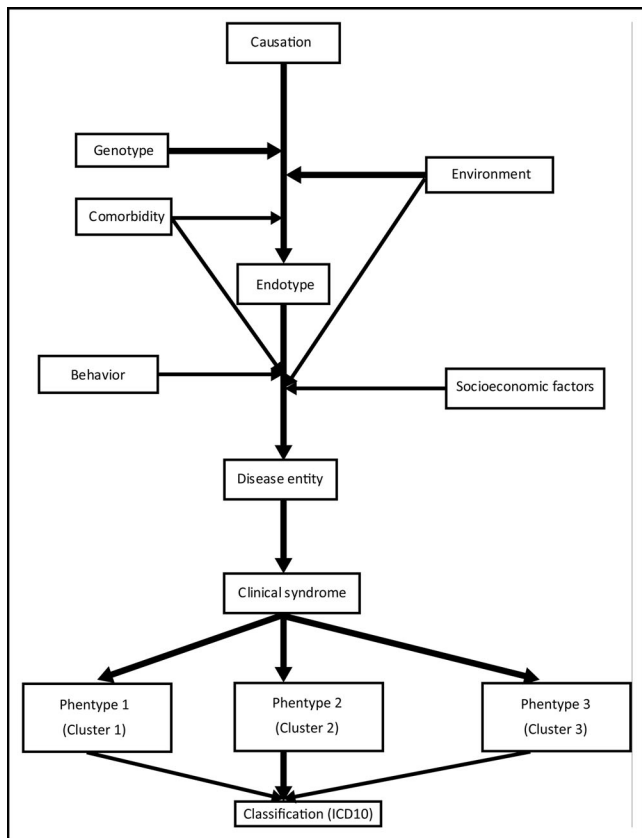 Causation
Genotype
Environment
Comorbidity
Endotype
Behavior
Socioeconomic factors
Disease entity
Clinical syndrome
Phentype 1
(Cluster 1)
Phentype 2
(Cluster 2)
Phentype 3
(Cluster 3)
Classification (ICD10)